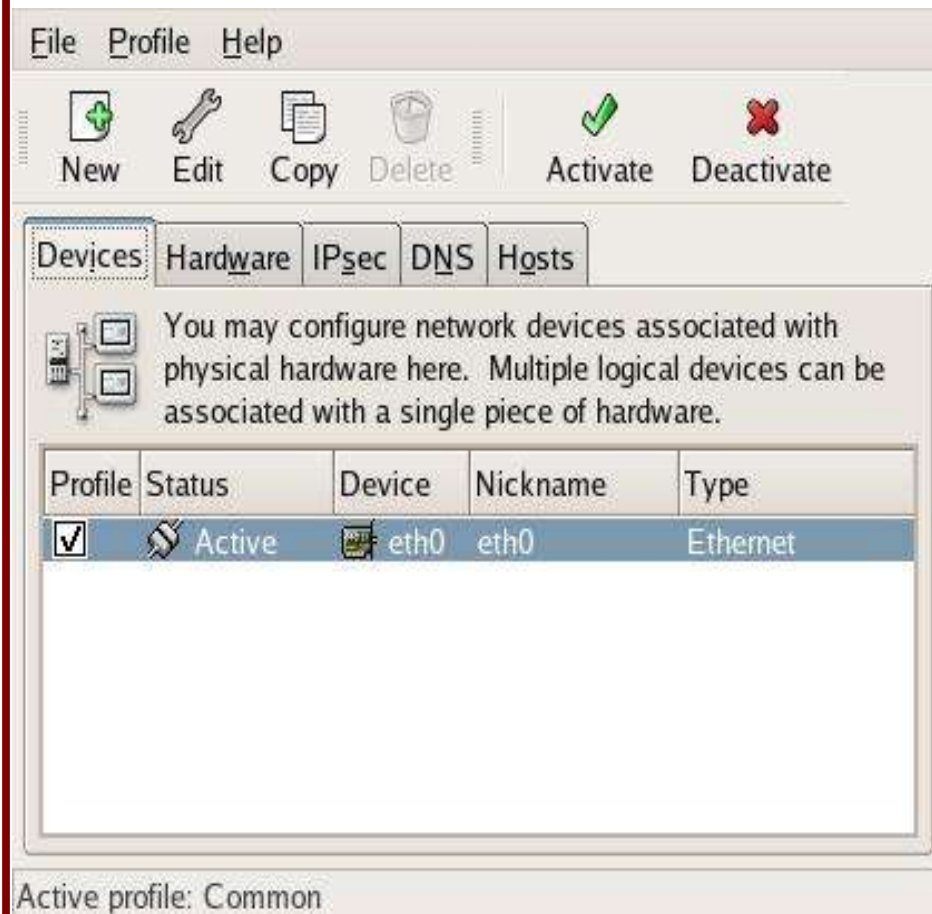 File Profile Help
New Edit Copy Delete Activate Deactivate
Devices Hardware IPsec DNS Hosts
You may configure network devices associated with
physical hardware here. Multiple logical devices can be
associated with a single piece of hardware.
Profile Status Device Nickname Type
Active eth0 eth0 Ethernet
Active profile: Common